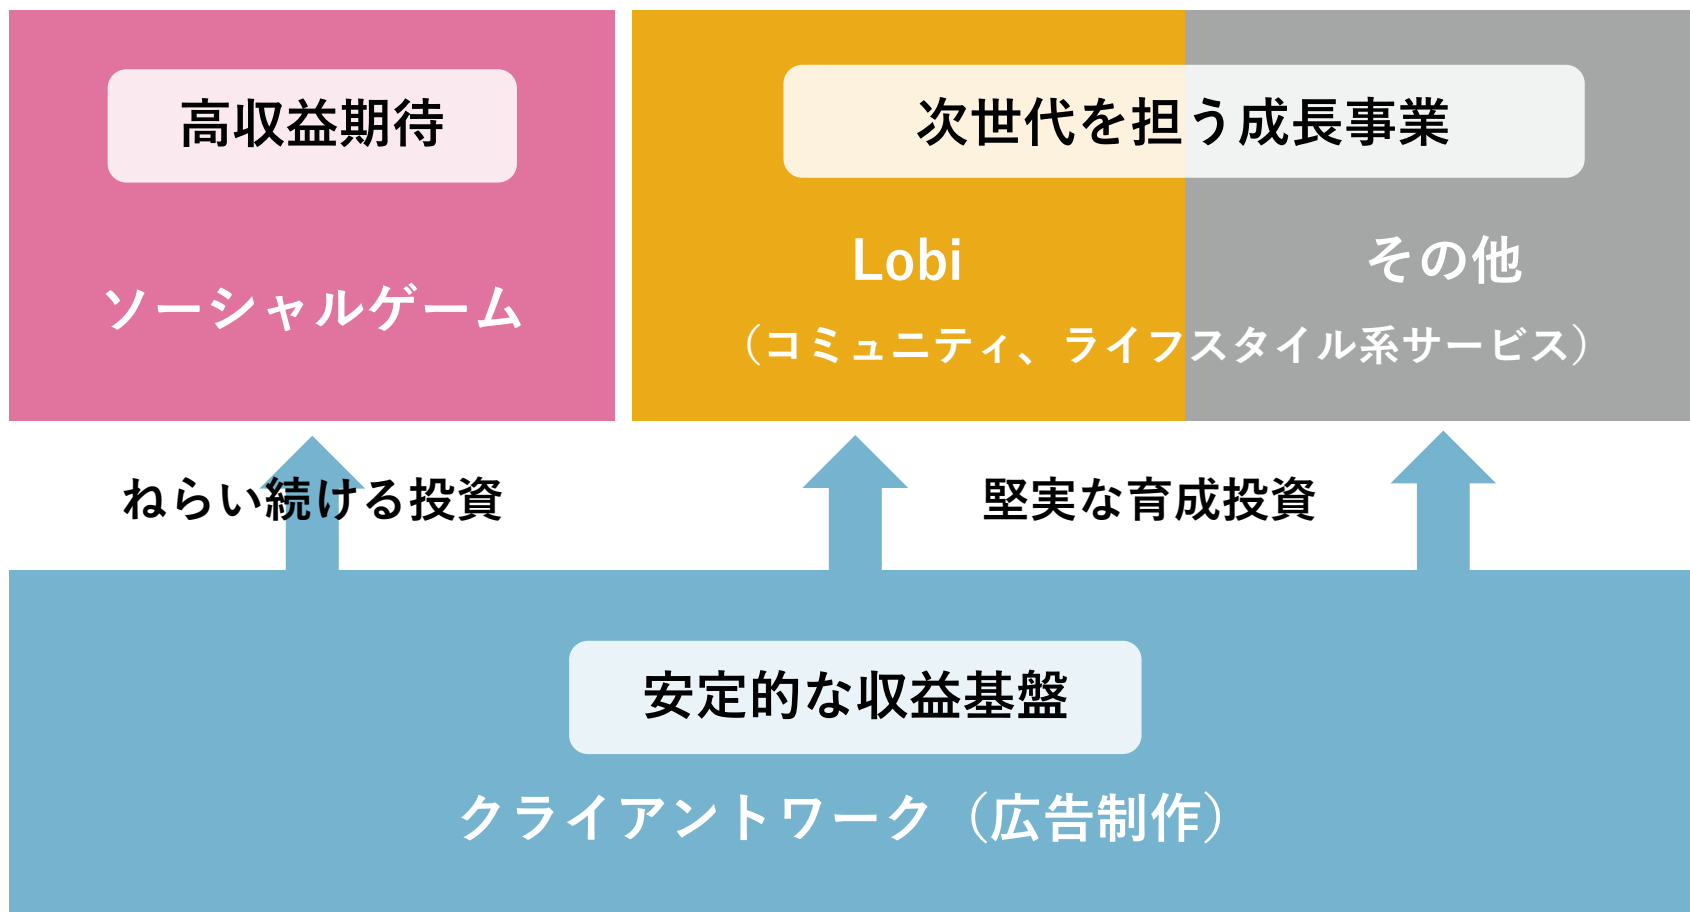 高収益期待
ソーシャルゲーム
次世代を担う成長事業
Lobi
その他
（コミュニティ、ライフスタイル系サービス）
ねらい続ける投資
堅実な育成投資
安定的な収益基盤
クライアントワーク（広告制作）